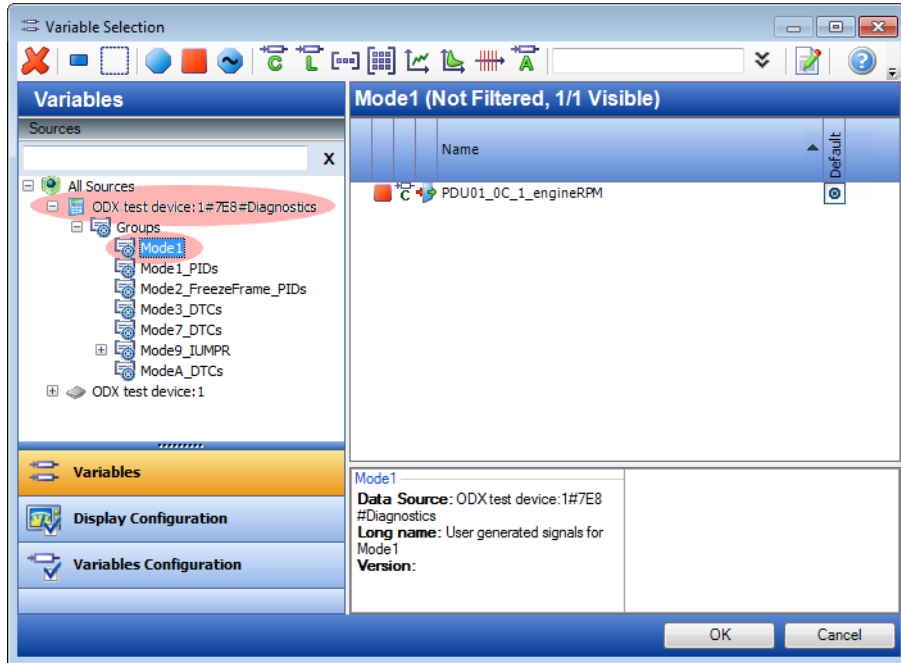 Variable Selection
C L A
Variables
Sources
X
All Sources
ODX test device:1#7E8#Diagnostics
Groups
Mode1
Mode1_PIDs
Mode2_FreezeFrame_PIDs
Mode3_DTCs
Mode7_DTCs
Mode9_IUMPR
ModeA_DTCs
ODX test device:1
Variables
Display Configuration
Variables Configuration
Mode1 (Not Filtered, 1/1 Visible)
Name
Default
C PDU01_0C_1_engineRPM
Mode1
Data Source: ODX test device:1#7E8
#Diagnostics
Long name: User generated signals for
Mode1
Version:
OK Cancel